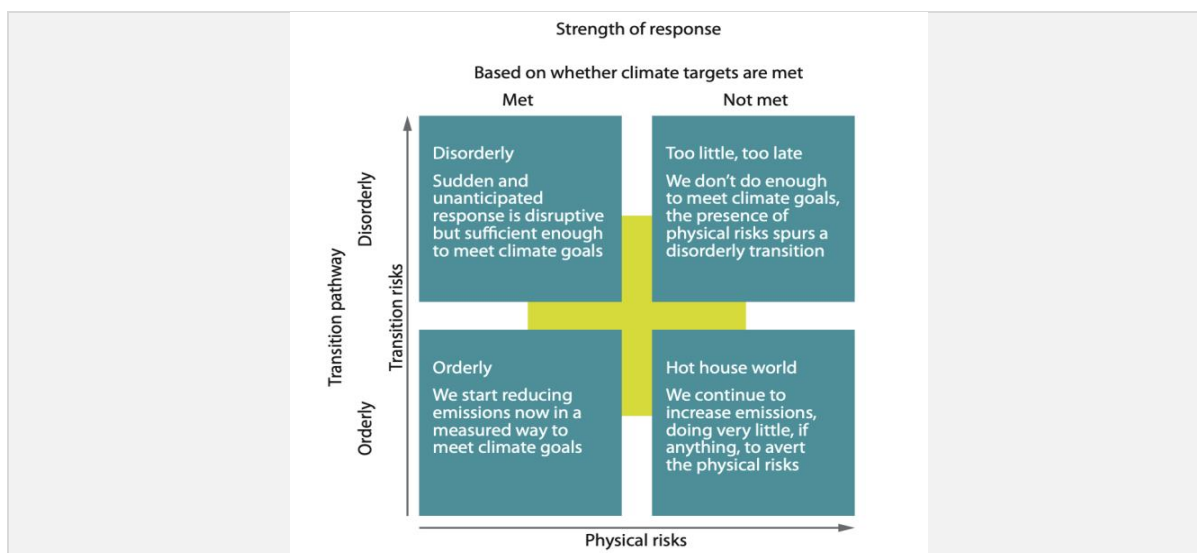 Strength of response
Based on whether climate targets are met
Met
Not met
Transition pathway
Disorderly
Orderly
Transition risks
Disorderly
Sudden and
unanticipated
response is disruptive
but sufficient enough
to meet climate goals
Too little, too late
We don’t do enough
to meet climate goals,
the presence of
physical risks spurs a
disorderly transition
Orderly
We start reducing
emissions now in a
measured way to
meet climate goals
Hot house world
We continue to
increase emissions,
doing very little, if
anything, to avert
the physical risks
Physical risks